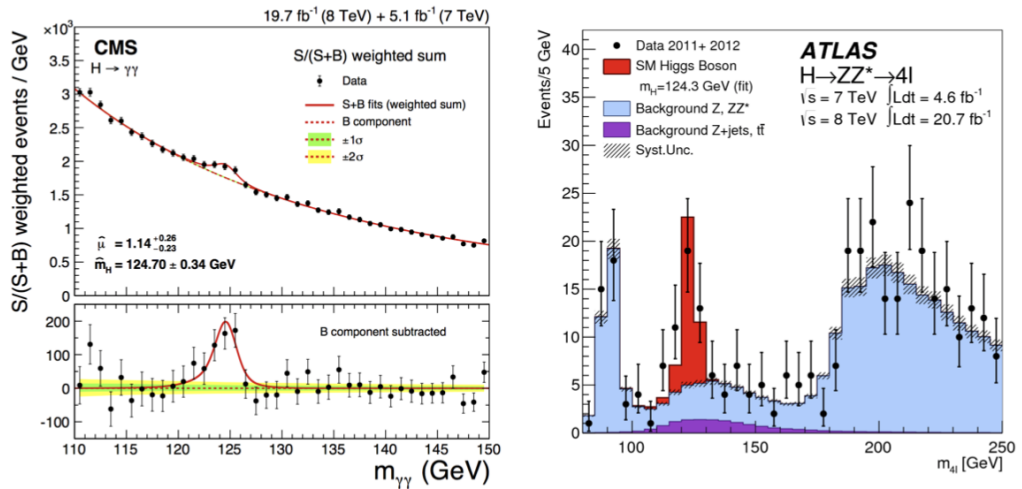 19.7 fb⁻¹ (8 TeV) + 5.1 fb⁻¹ (7 TeV)
×10³
CMS
H → γγ
S/(S+B) weighted sum
Data
S+B fits (weighted sum)
B component
±1σ
±2σ
S/(S+B) weighted events / GeV
3.5
3
2.5
2
1.5
1
0.5
0
μ̂ = 1.14 +0.26 −0.23
m̂H = 124.70 ± 0.34 GeV
B component subtracted
200
100
0
-100
110 115 120 125 130 135 140 145 150
mγγ (GeV)
Events/5 GeV
40
35
30
25
20
15
10
5
0
Data 2011+ 2012
SM Higgs Boson
mH=124.3 GeV (fit)
Background Z, ZZ*
Background Z+jets, tt̄
Syst.Unc.
ATLAS
H→ZZ*→4l
√s = 7 TeV ∫Ldt = 4.6 fb⁻¹
√s = 8 TeV ∫Ldt = 20.7 fb⁻¹
100 150 200 250
m4l [GeV]